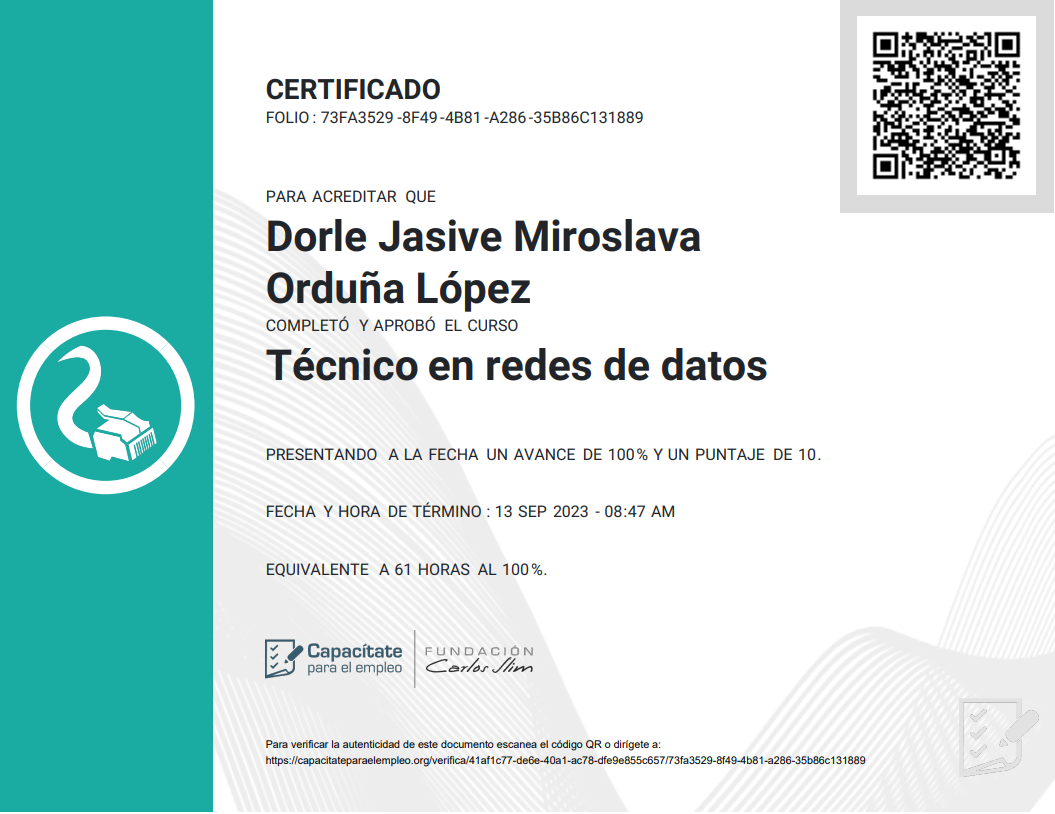 CERTIFICADO
FOLIO : 73FA3529 -8F49 -4B81 -A286 -35B86C131889
PARA ACREDITAR QUE
Dorle Jasive Miroslava
Orduña López
COMPLETÓ Y APROBÓ EL CURSO
Técnico en redes de datos
PRESENTANDO A LA FECHA UN AVANCE DE 100% Y UN PUNTAJE DE 10.
FECHA Y HORA DE TÉRMINO : 13 SEP 2023 - 08:47 AM
EQUIVALENTE A 61 HORAS AL 100%.
Capacítate
para el empleo
FUNDACIÓN
Carlos Slim
Para verificar la autenticidad de este documento escanea el código QR o dirígete a:
https://capacitateparaelempleo.org/verifica/41af1c77-de6e-40a1-ac78-dfe9e855c657/73fa3529-8f49-4b81-a286-35b86c131889